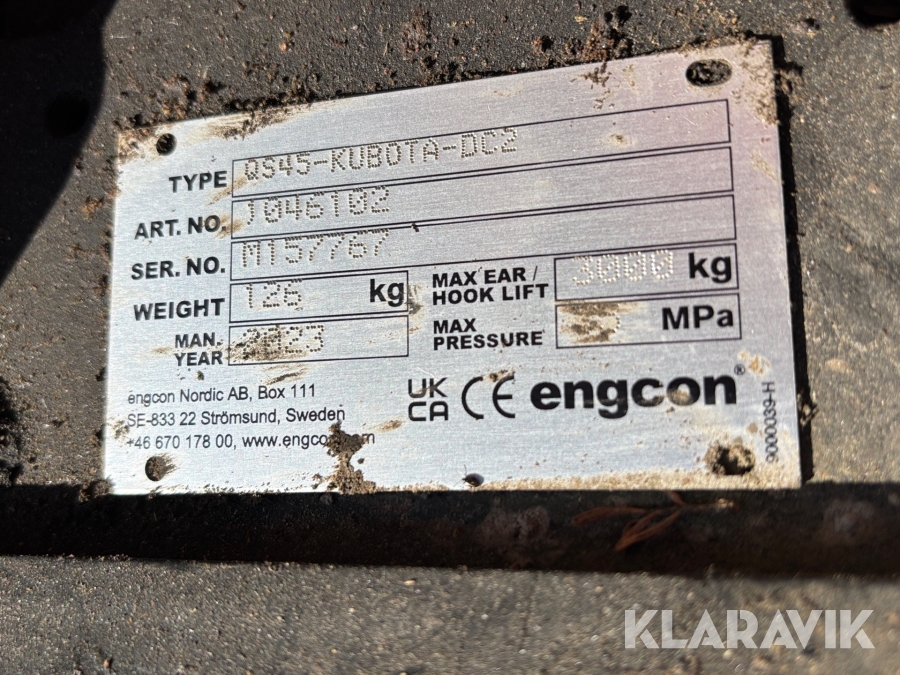 TYPE QS45-KUBOTA-DC2
ART. NO. 1046102
SER. NO. M157767
WEIGHT 126 kg MAX EAR / HOOK LIFT 3000 kg
MAN. YEAR 2023 MAX PRESSURE MPa
engcon Nordic AB, Box 111
SE-833 22 Strömsund, Sweden
+46 670 178 00, www.engcon.com
UK CA CE engcon®
9000039-H
KLARAVIK